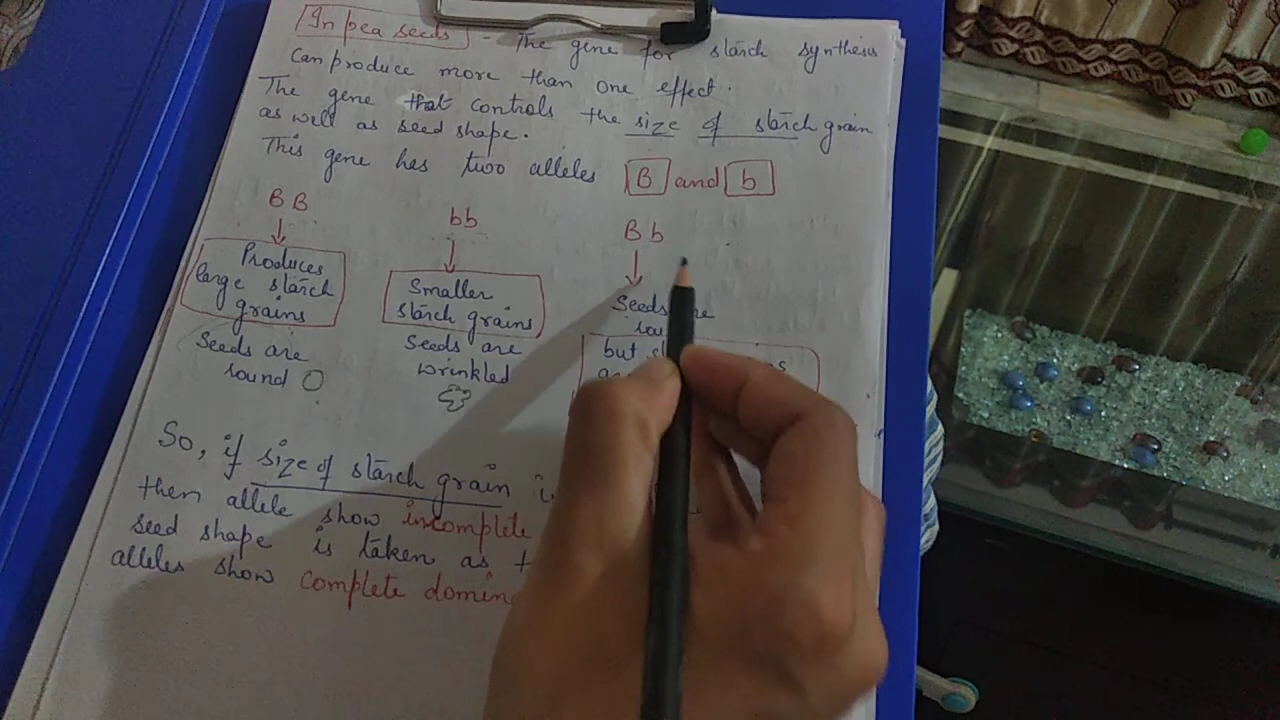 In pea seeds - The gene for starch synthesis
can produce more than one effect.
The gene that controls the size of starch grain
as well as seed shape.
This gene has two alleles B and b
BB
Produces
large starch
grains
Seeds are
round
bb
Smaller
starch grains
Seeds are
wrinkled
Bb
Seeds
but
So, if size of starch grain
then allele show incomplete
seed shape is taken as
alleles show complete